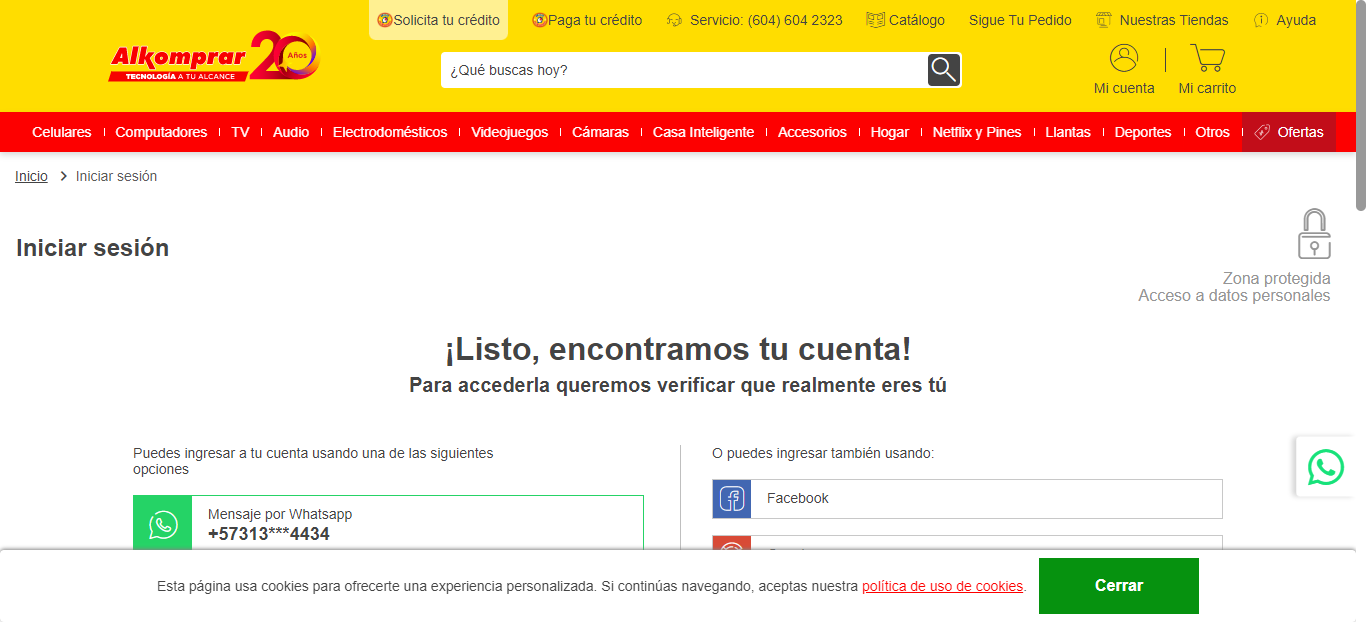 Solicita tu crédito
Paga tu crédito
Servicio: (604) 604 2323
Catálogo
Sigue Tu Pedido
Nuestras Tiendas
Ayuda
Alkomprar 20 Años
TECNOLOGÍA A TU ALCANCE
¿Qué buscas hoy?
Mi cuenta
Mi carrito
Celulares
Computadores
TV
Audio
Electrodomésticos
Videojuegos
Cámaras
Casa Inteligente
Accesorios
Hogar
Netflix y Pines
Llantas
Deportes
Otros
Ofertas
Inicio > Iniciar sesión
Iniciar sesión
Zona protegida
Acceso a datos personales
¡Listo, encontramos tu cuenta!
Para accederla queremos verificar que realmente eres tú
Puedes ingresar a tu cuenta usando una de las siguientes
opciones
Mensaje por Whatsapp
+57313***4434
O puedes ingresar también usando:
Facebook
Esta página usa cookies para ofrecerte una experiencia personalizada. Si continúas navegando, aceptas nuestra política de uso de cookies.
Cerrar